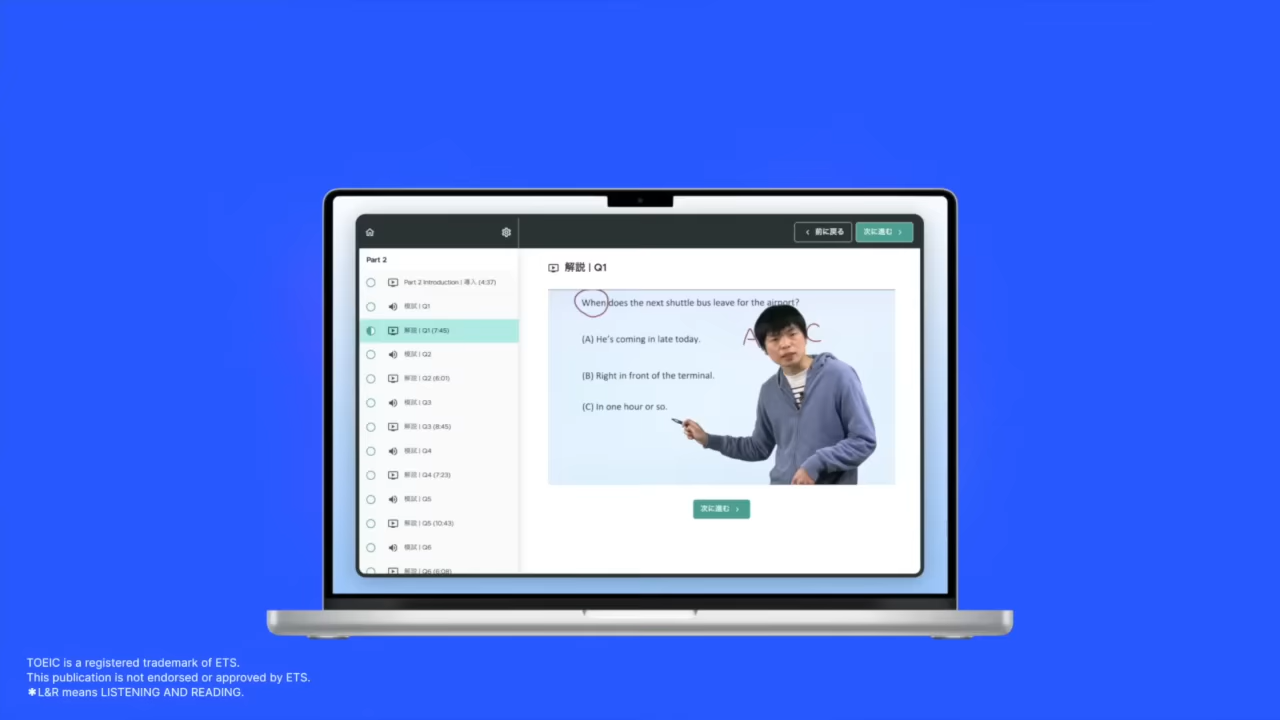 前に戻る
次に進む
Part 2
Part 2 Introduction | 導入 (4:37)
模試 | Q1
解説 | Q1 (7:45)
模試 | Q2
解説 | Q2 (6:01)
模試 | Q3
解説 | Q3 (8:45)
模試 | Q4
解説 | Q4 (7:23)
模試 | Q5
解説 | Q5 (10:43)
模試 | Q6
解説 | Q6 (6:08)
解説 | Q1
When does the next shuttle bus leave for the airport?
(A) He's coming in late today.
(B) Right in front of the terminal.
(C) In one hour or so.
A
C
次に進む
TOEIC is a registered trademark of ETS.
This publication is not endorsed or approved by ETS.
✱L&R means LISTENING AND READING.